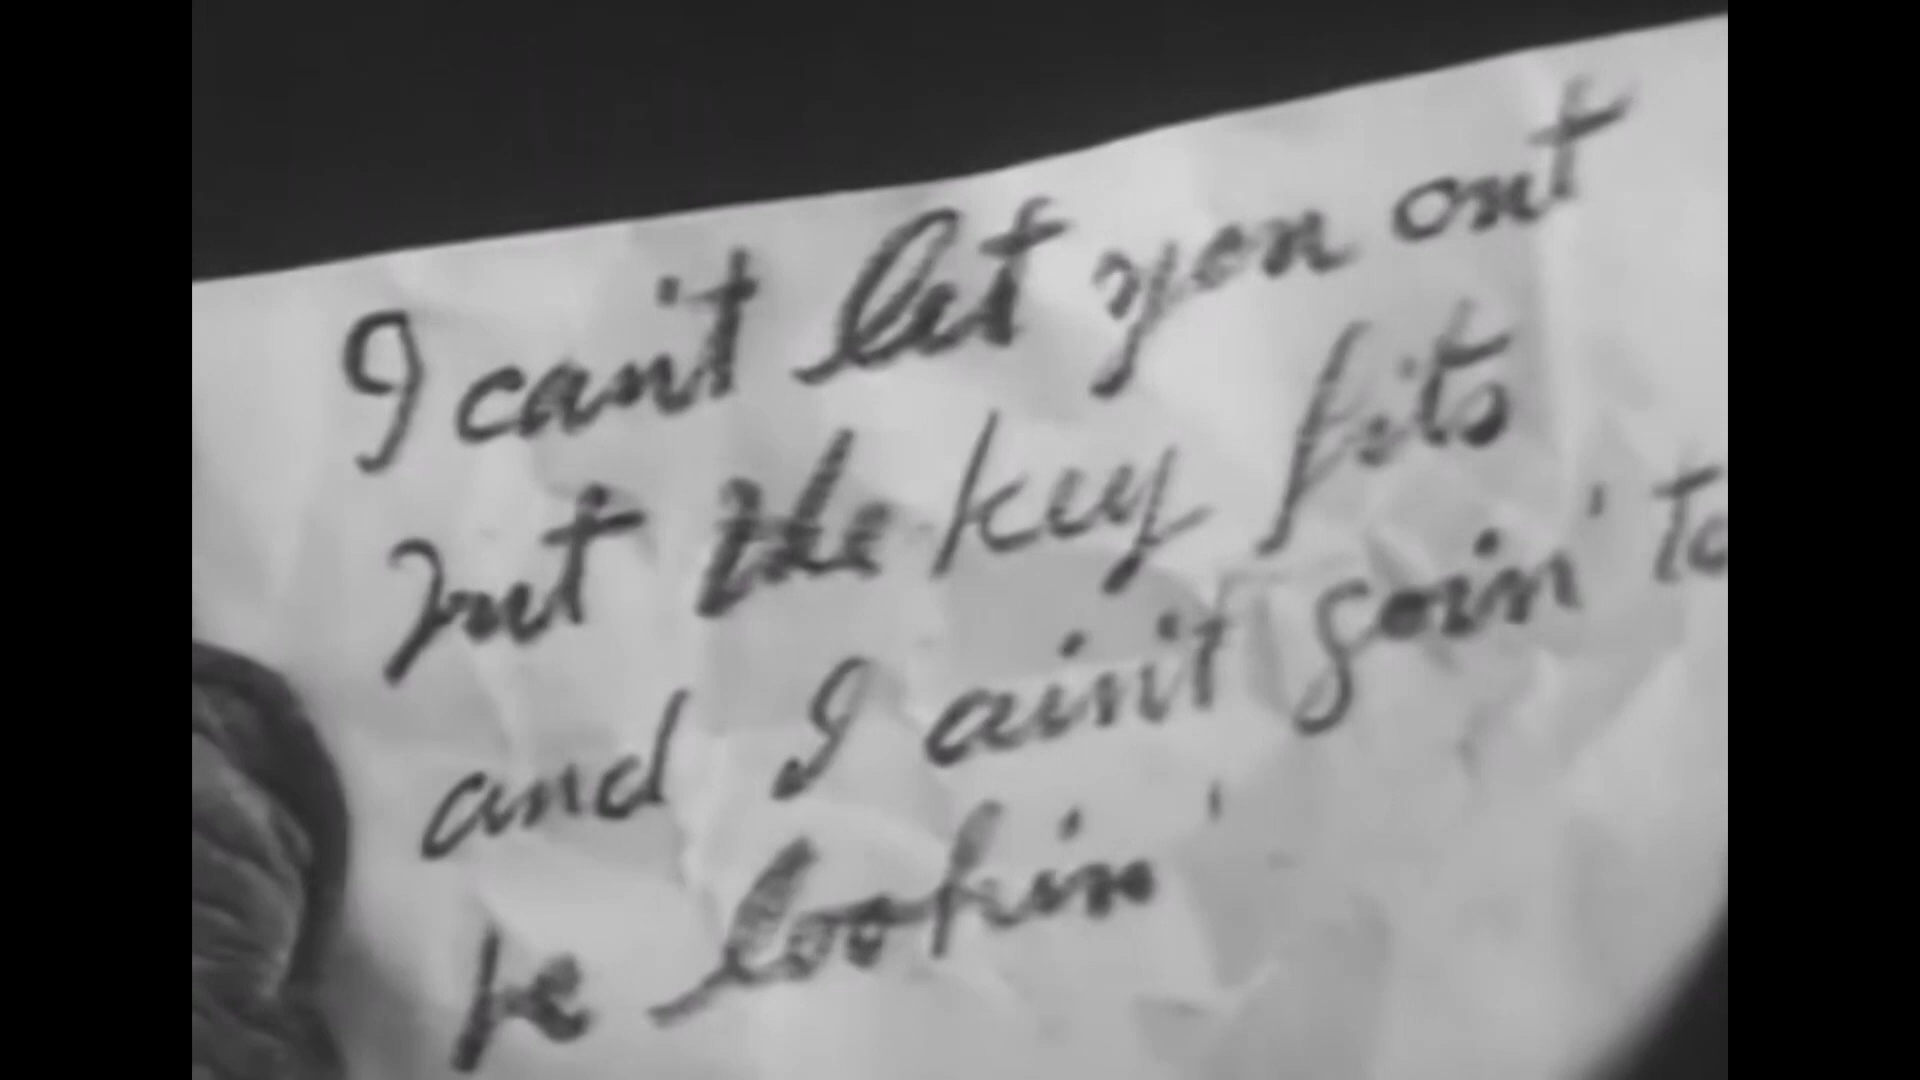 I can't let you out
but the key fits
and I ain't goin' to
be lookin'